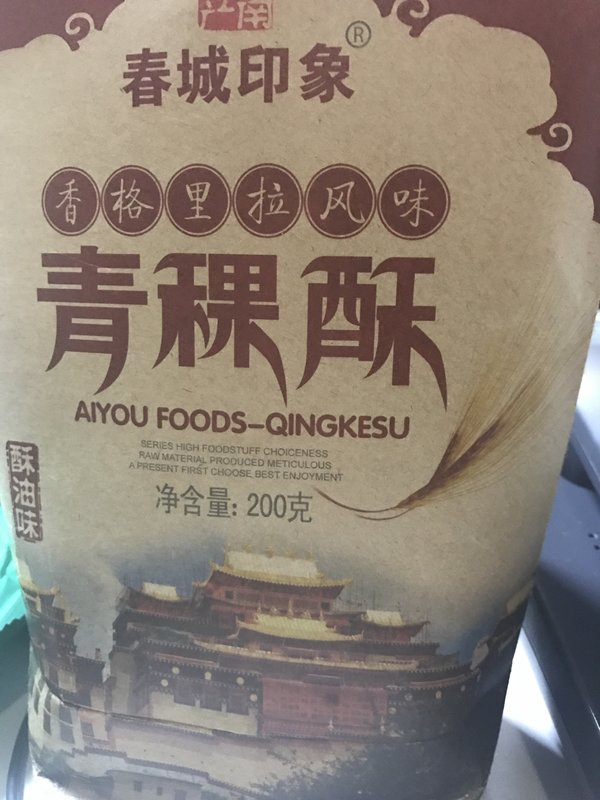 春城印象®
香格里拉风味
青稞酥
AIYOU FOODS–QINGKESU
SERIES HIGH FOODSTUFF CHOICENESS
RAW MATERIAL PRODUCED METICULOUS
A PRESENT FIRST CHOOSE BEST ENJOYMENT
酥油味
净含量: 200克